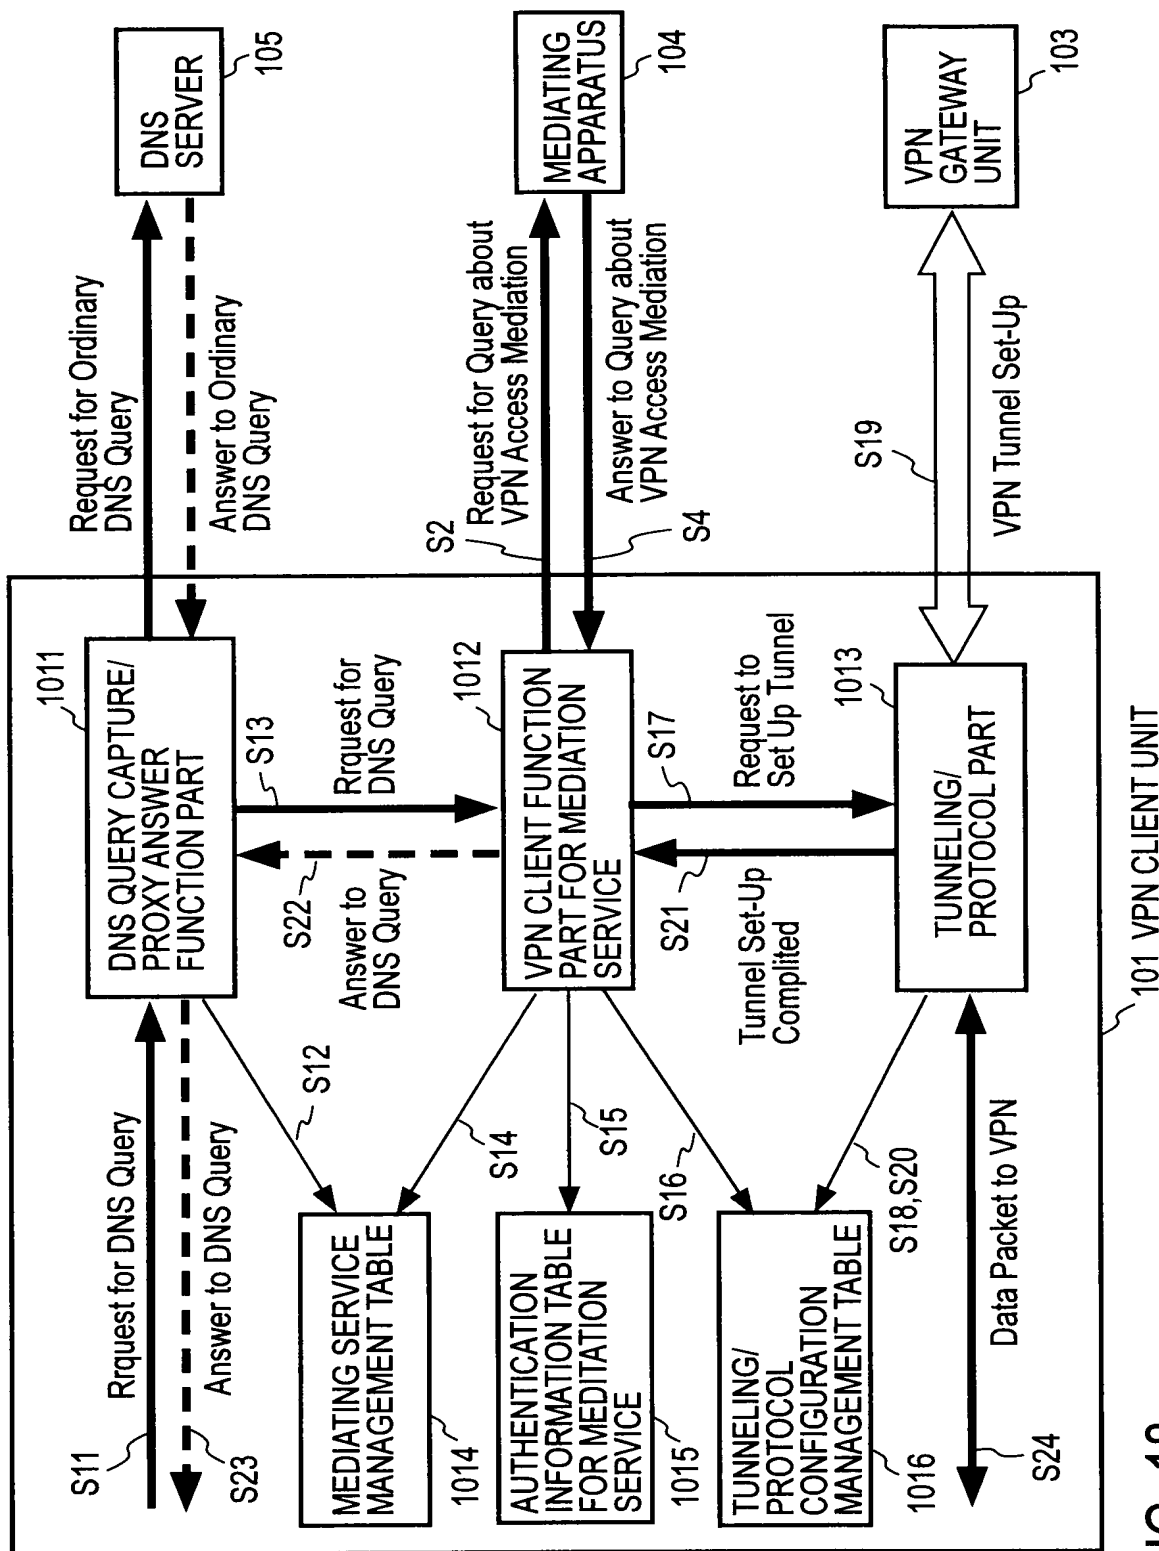 Rrquest for DNS Query
S11
Answer to DNS Query
S23
DNS QUERY CAPTURE/
PROXY ANSWER
FUNCTION PART
1011
Request for Ordinary
DNS Query
Answer to Ordinary
DNS Query
DNS
SERVER
105
S12
S13
Rrquest for
DNS Query
S22
Answer to
DNS Query
MEDIATING SERVICE
MANAGEMENT TABLE
1014
S14
AUTHENTICATION
INFORMATION TABLE
FOR MEDITATION
SERVICE
1015
S15
VPN CLIENT FUNCTION
PART FOR MEDIATION
SERVICE
1012
S2
Request for Query about
VPN Access Mediation
Answer to Query about
VPN Access Mediation
S4
MEDIATING
APPARATUS
104
S16
S17
Request to
Set Up Tunnel
S21
Tunnel Set-Up
Complited
TUNNELING/
PROTOCOL
CONFIGURATION
MANAGEMENT TABLE
1016
S18,S20
TUNNELING/
PROTOCOL PART
1013
S19
VPN Tunnel Set-Up
VPN
GATEWAY
UNIT
103
Data Packet to VPN
S24
101 VPN CLIENT UNIT